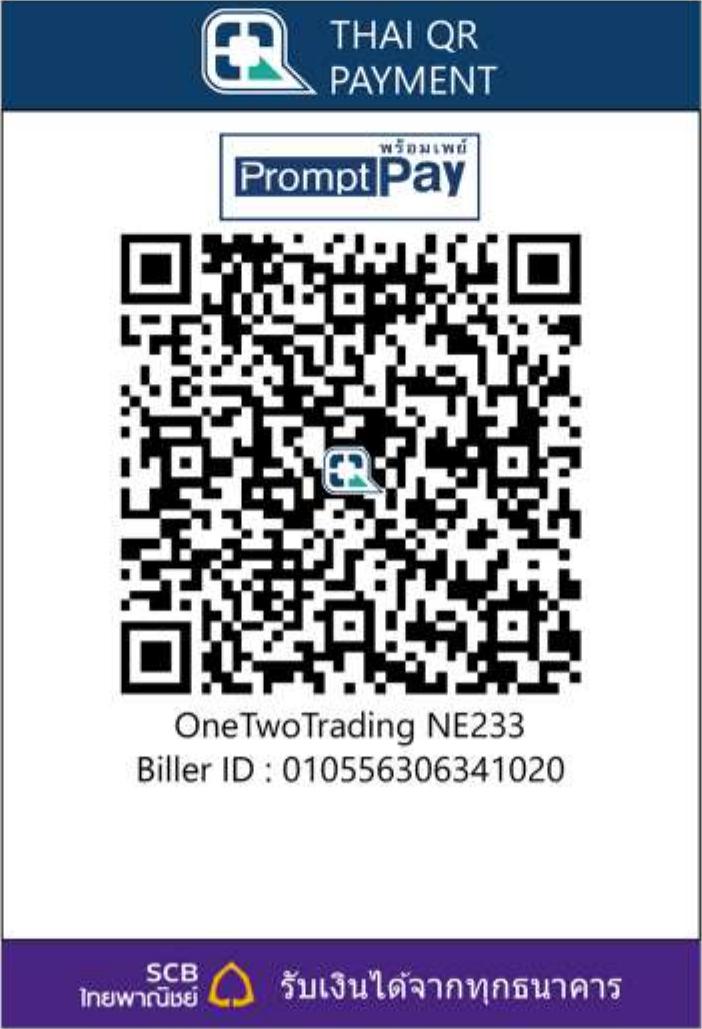 THAI QR
PAYMENT
พร้อมเพย์
Prompt Pay
OneTwoTrading NE233
Biller ID : 010556306341020
SCB
ไทยพาณิชย์
รับเงินได้จากทุกธนาคาร